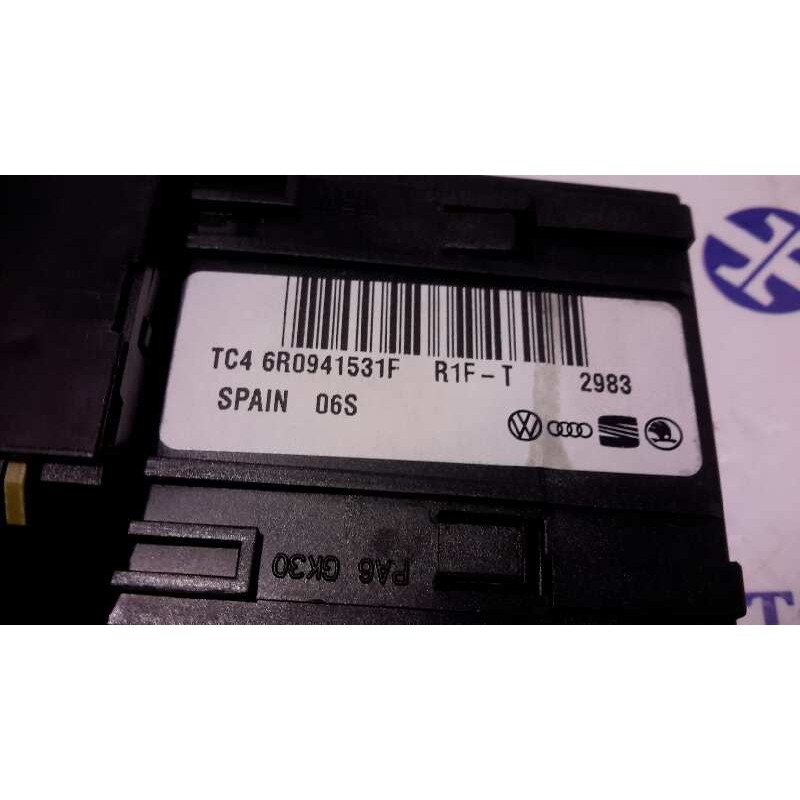 TC4 6R0941531F R1F-T 2983
SPAIN 06S
PA6 GK30
T